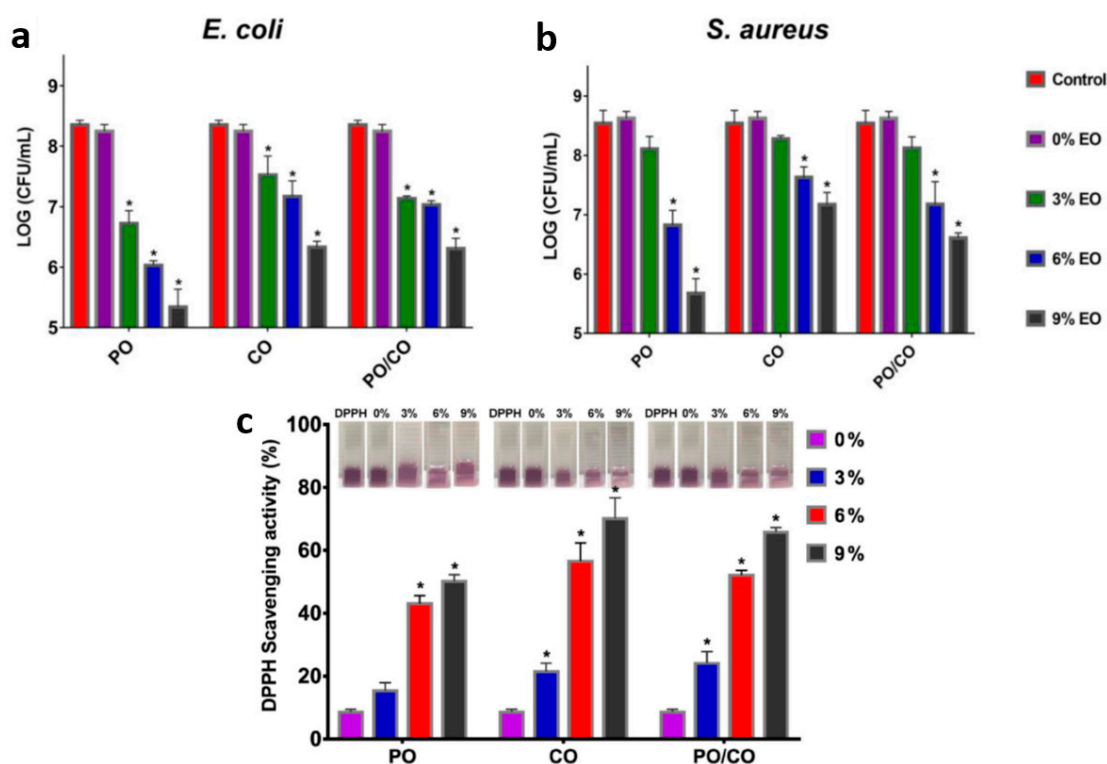 a
E. coli
LOG (CFU/mL)
9
8
7
6
5
*
*
*
*
*
*
*
*
*
PO
CO
PO/CO
b
S. aureus
LOG (CFU/mL)
9
8
7
6
5
*
*
*
*
*
*
PO
CO
PO/CO
Control
0% EO
3% EO
6% EO
9% EO
c
DPPH Scavenging activity (%)
100
80
60
40
20
0
DPPH 0% 3% 6% 9%
DPPH 0% 3% 6% 9%
DPPH 0% 3% 6% 9%
*
*
*
*
*
*
*
*
PO
CO
PO/CO
0%
3%
6%
9%